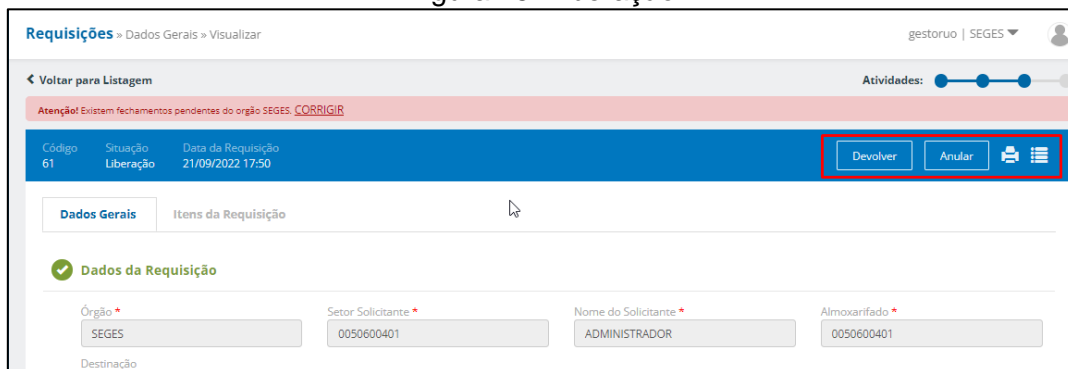 Requisições » Dados Gerais » Visualizar
gestoruo | SEGES
Voltar para Listagem
Atividades:
Atenção! Existem fechamentos pendentes do orgão SEGES. CORRIGIR
Código Situação Data da Requisição
61 Liberação 21/09/2022 17:50
Devolver Anular
Dados Gerais Itens da Requisição
Dados da Requisição
Órgão * Setor Solicitante * Nome do Solicitante * Almoxarifado *
SEGES 0050600401 ADMINISTRADOR 0050600401
Destinação